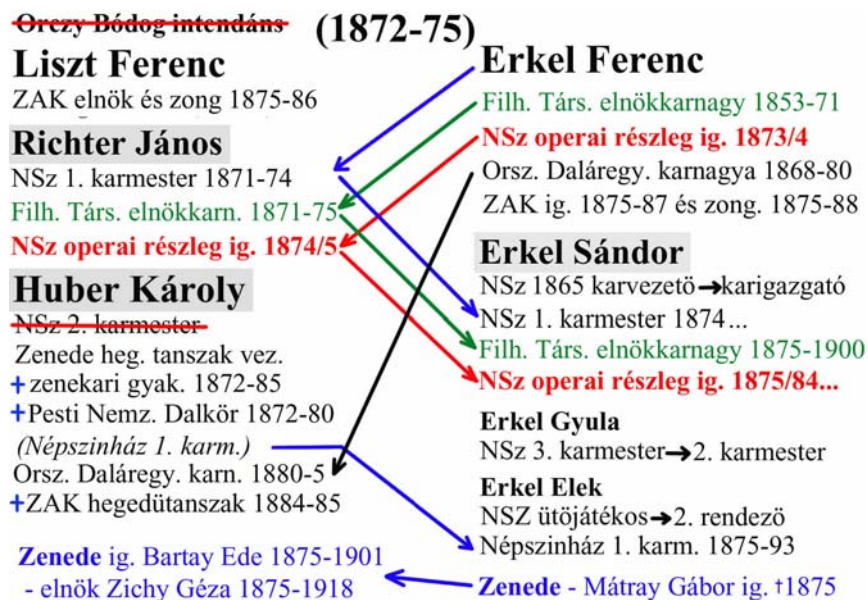 Orczy Bódog intendáns
(1872-75)
Liszt Ferenc
ZAK elnök és zong 1875-86
Richter János
NSz 1. karmester 1871-74
Filh. Társ. elnökkarn. 1871-75
NSz operai részleg ig. 1874/5
Huber Károly
NSz 2. karmester
Zenede heg. tanszak vez.
+zenekari gyak. 1872-85
+Pesti Nemz. Dalkör 1872-80
(Népszinház 1. karm.)
Orsz. Daláregy. karn. 1880-5
+ZAK hegedütanszak 1884-85
Zenede ig. Bartay Ede 1875-1901
- elnök Zichy Géza 1875-1918
Erkel Ferenc
Filh. Társ. elnökkarnagy 1853-71
NSz operai részleg ig. 1873/4
Orsz. Daláregy. karnagya 1868-80
ZAK ig. 1875-87 és zong. 1875-88
Erkel Sándor
NSz 1865 karvezetö→karigazgató
NSz 1. karmester 1874...
Filh. Társ. elnökkarnagy 1875-1900
NSz operai részleg ig. 1875/84...
Erkel Gyula
NSz 3. karmester→2. karmester
Erkel Elek
NSZ ütöjátékos→2. rendezö
Népszinház 1. karm. 1875-93
Zenede - Mátray Gábor ig. †1875